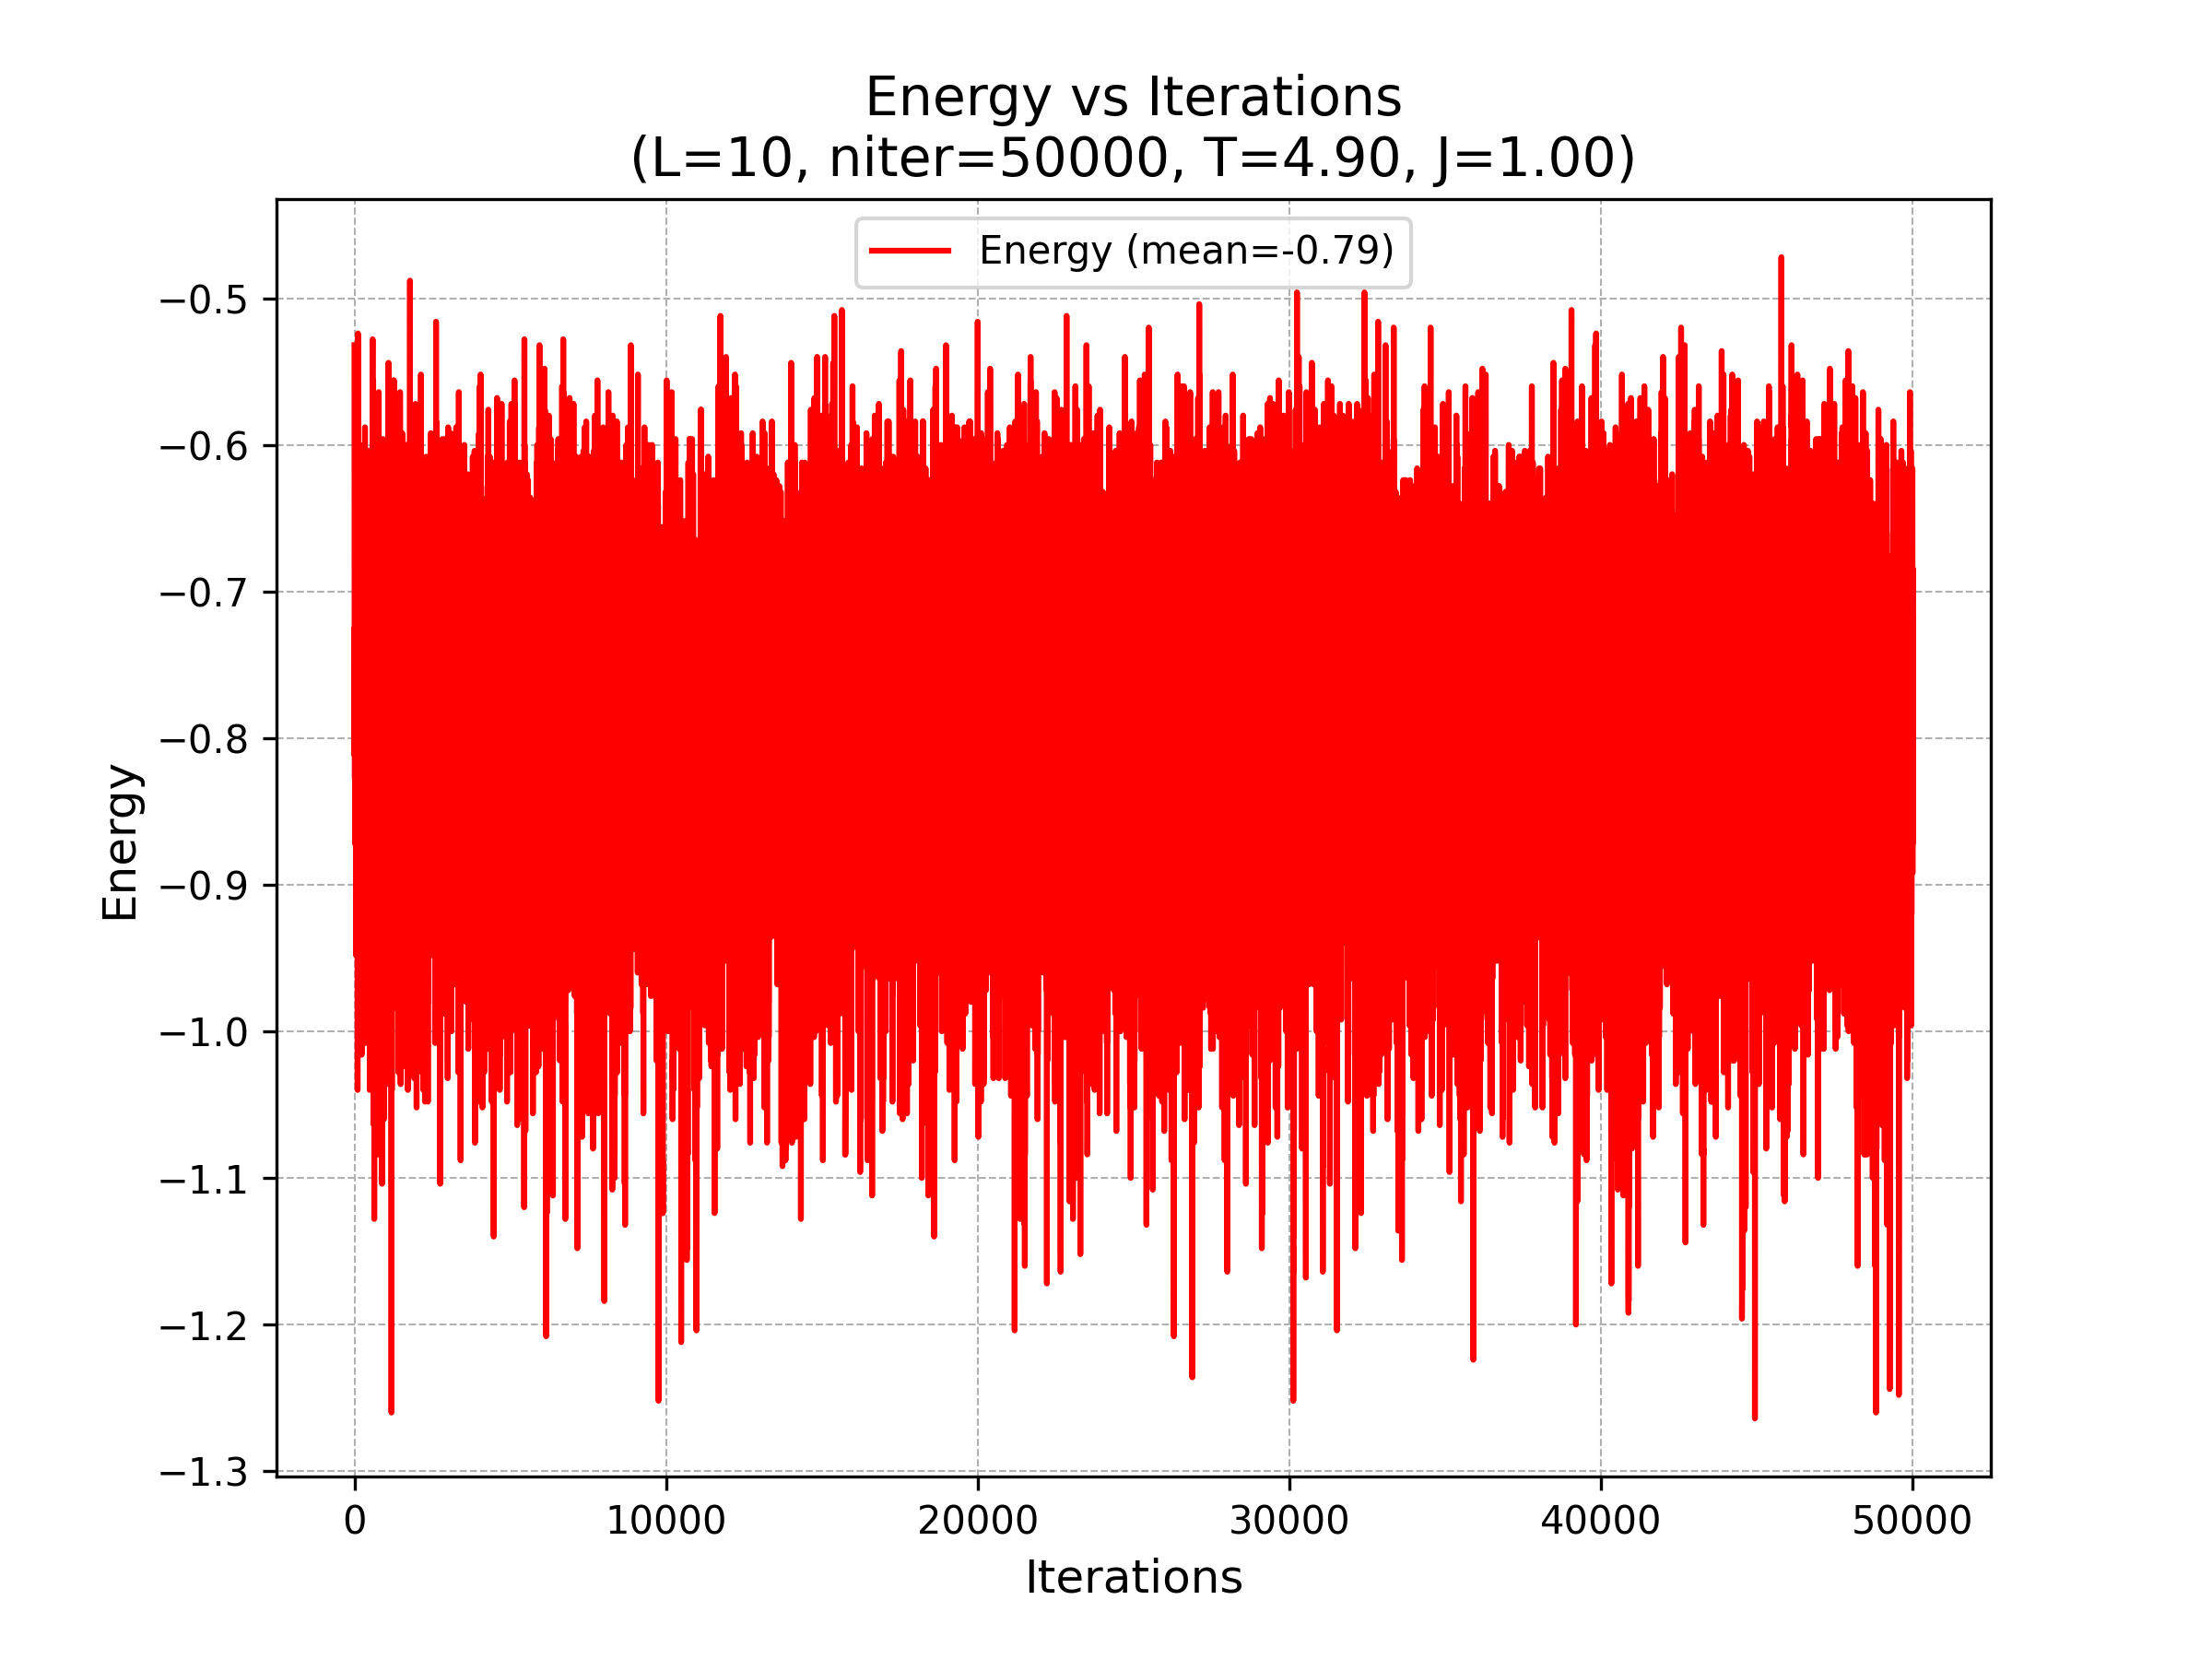 Energy vs Iterations
(L=10, niter=50000, T=4.90, J=1.00)
Energy (mean=-0.79)
−0.5
−0.6
−0.7
−0.8
−0.9
−1.0
−1.1
−1.2
−1.3
Energy
0 10000 20000 30000 40000 50000
Iterations